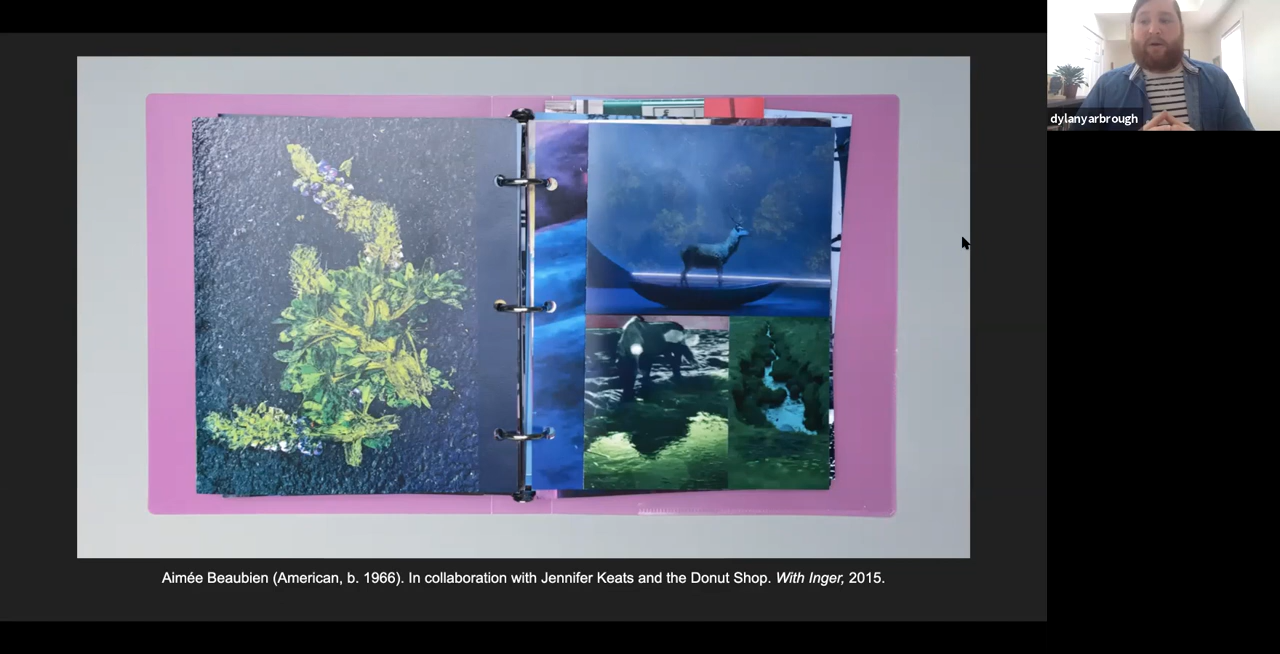 dylanyarbrough
Aimée Beaubien (American, b. 1966). In collaboration with Jennifer Keats and the Donut Shop. With Inger, 2015.